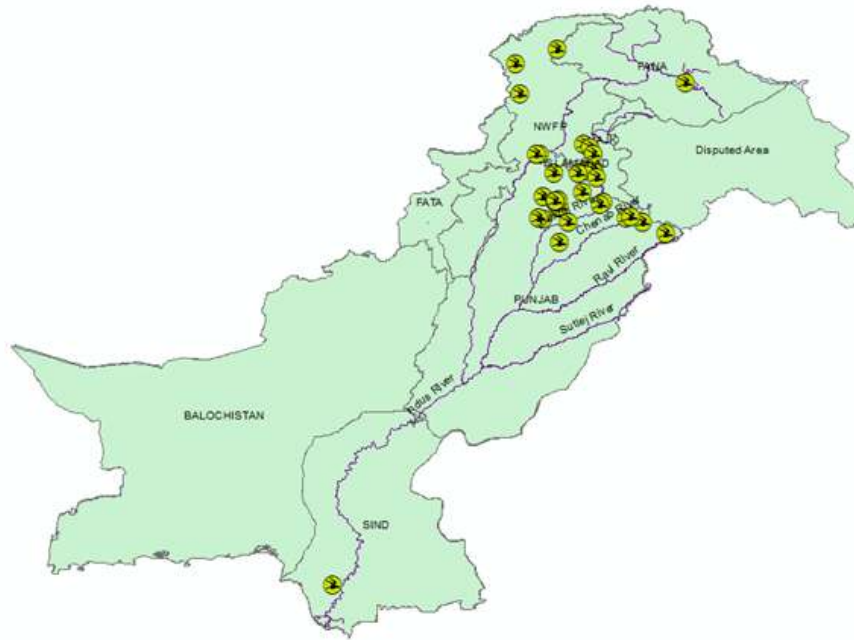 FANA
NWFP
Disputed Area
FATA
Chenab River
Ravi River
PUNJAB
Sutlej River
Indus River
BALOCHISTAN
SIND